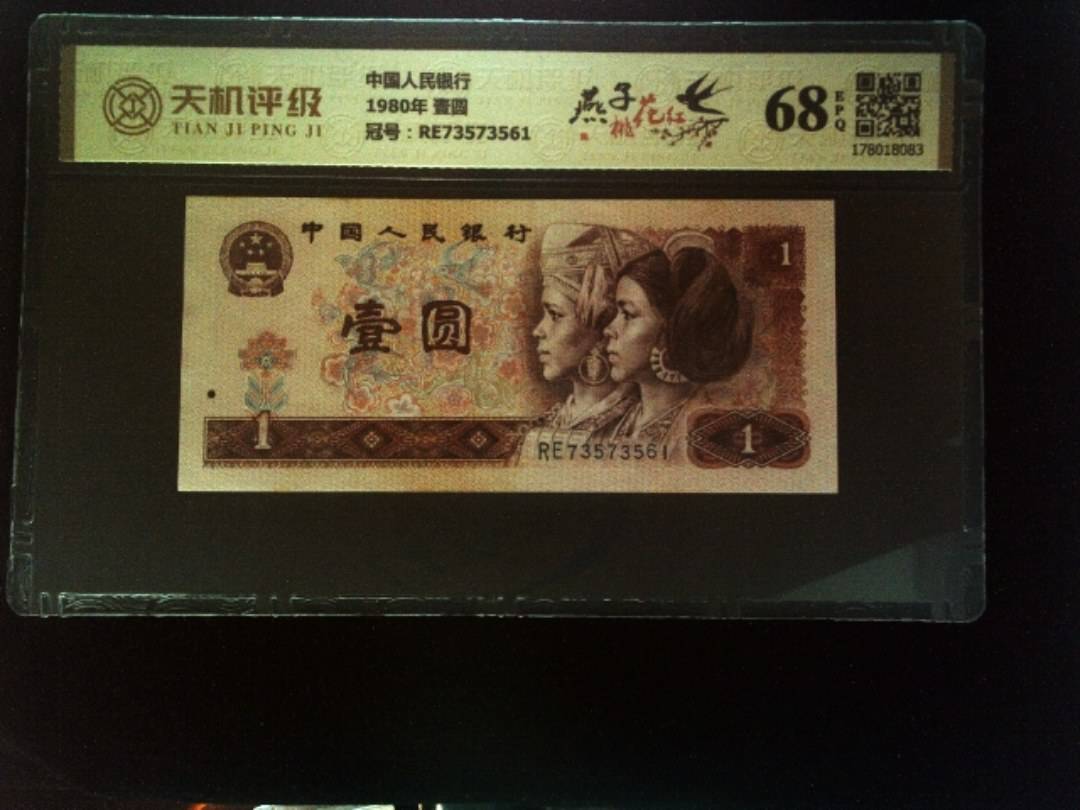 天机评级
TIAN JI PING JI
中国人民银行
1980年 壹圆
冠号：RE73573561
燕子
桃花红
68
EPQ
178018083
中国人民银行
壹圆
1
1
1
RE73573561